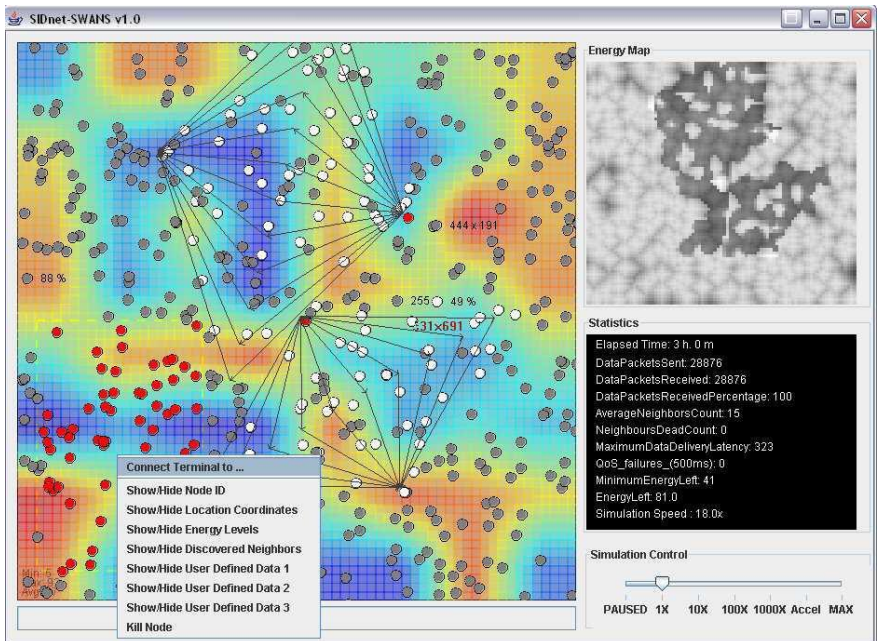 SIDnet-SWANS v1.0
Energy Map
444 x 191
88 %
255
49 %
31x691
Statistics
Elapsed Time: 3 h. 0 m
DataPacketsSent: 28876
DataPacketsReceived: 28876
DataPacketsReceivedPercentage: 100
AverageNeighborsCount: 15
NeighboursDeadCount: 0
MaximumDataDeliveryLatency: 323
QoS_failures_(500ms): 0
MinimumEnergyLeft: 41
EnergyLeft: 81.0
Simulation Speed : 18.0x
Connect Terminal to ...
Show/Hide Node ID
Show/Hide Location Coordinates
Show/Hide Energy Levels
Show/Hide Discovered Neighbors
Show/Hide User Defined Data 1
Show/Hide User Defined Data 2
Show/Hide User Defined Data 3
Kill Node
Simulation Control
PAUSED 1X 10X 100X 1000X Accel MAX